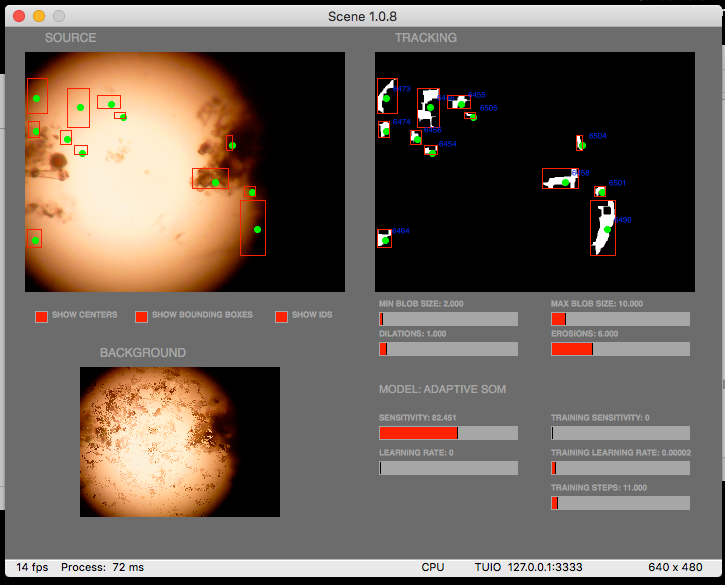 Scene 1.0.8
SOURCE
TRACKING
6473
6455
6505
6474
6456
6454
6504
6501
6490
6464
SHOW CENTERS
SHOW BOUNDING BOXES
SHOW IDS
MIN BLOB SIZE: 2.000
MAX BLOB SIZE: 10.000
DILATIONS: 1.000
EROSIONS: 6.000
BACKGROUND
MODEL: ADAPTIVE SOM
SENSITIVITY: 82.451
TRAINING SENSITIVITY: 0
LEARNING RATE: 0
TRAINING LEARNING RATE: 0.00002
TRAINING STEPS: 11.000
14 fps Process: 72 ms CPU TUIO 127.0.0.1:3333 640 x 480